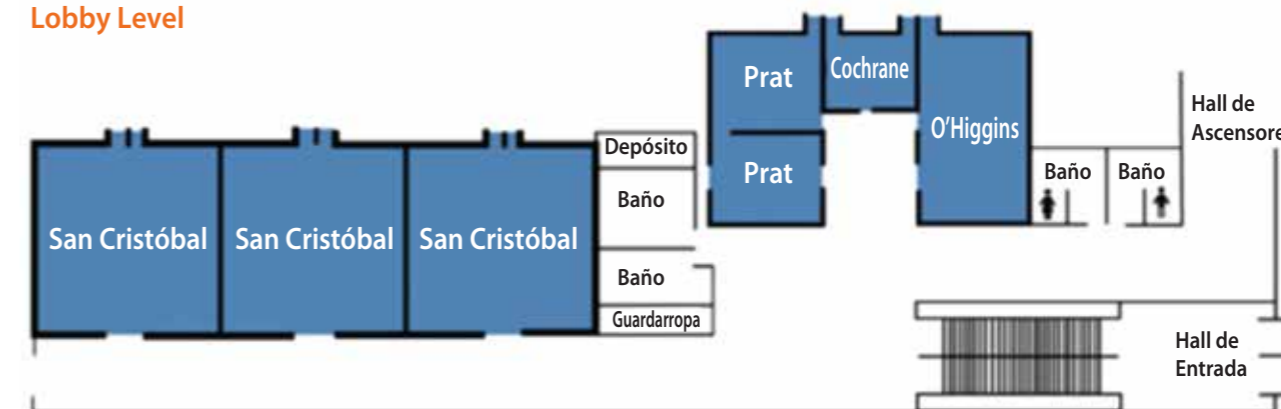 Lobby Level
San Cristóbal
San Cristóbal
San Cristóbal
Depósito
Baño
Baño
Guardarropa
Prat
Prat
Cochrane
O'Higgins
Baño
Baño
Hall de
Ascensore
Hall de
Entrada